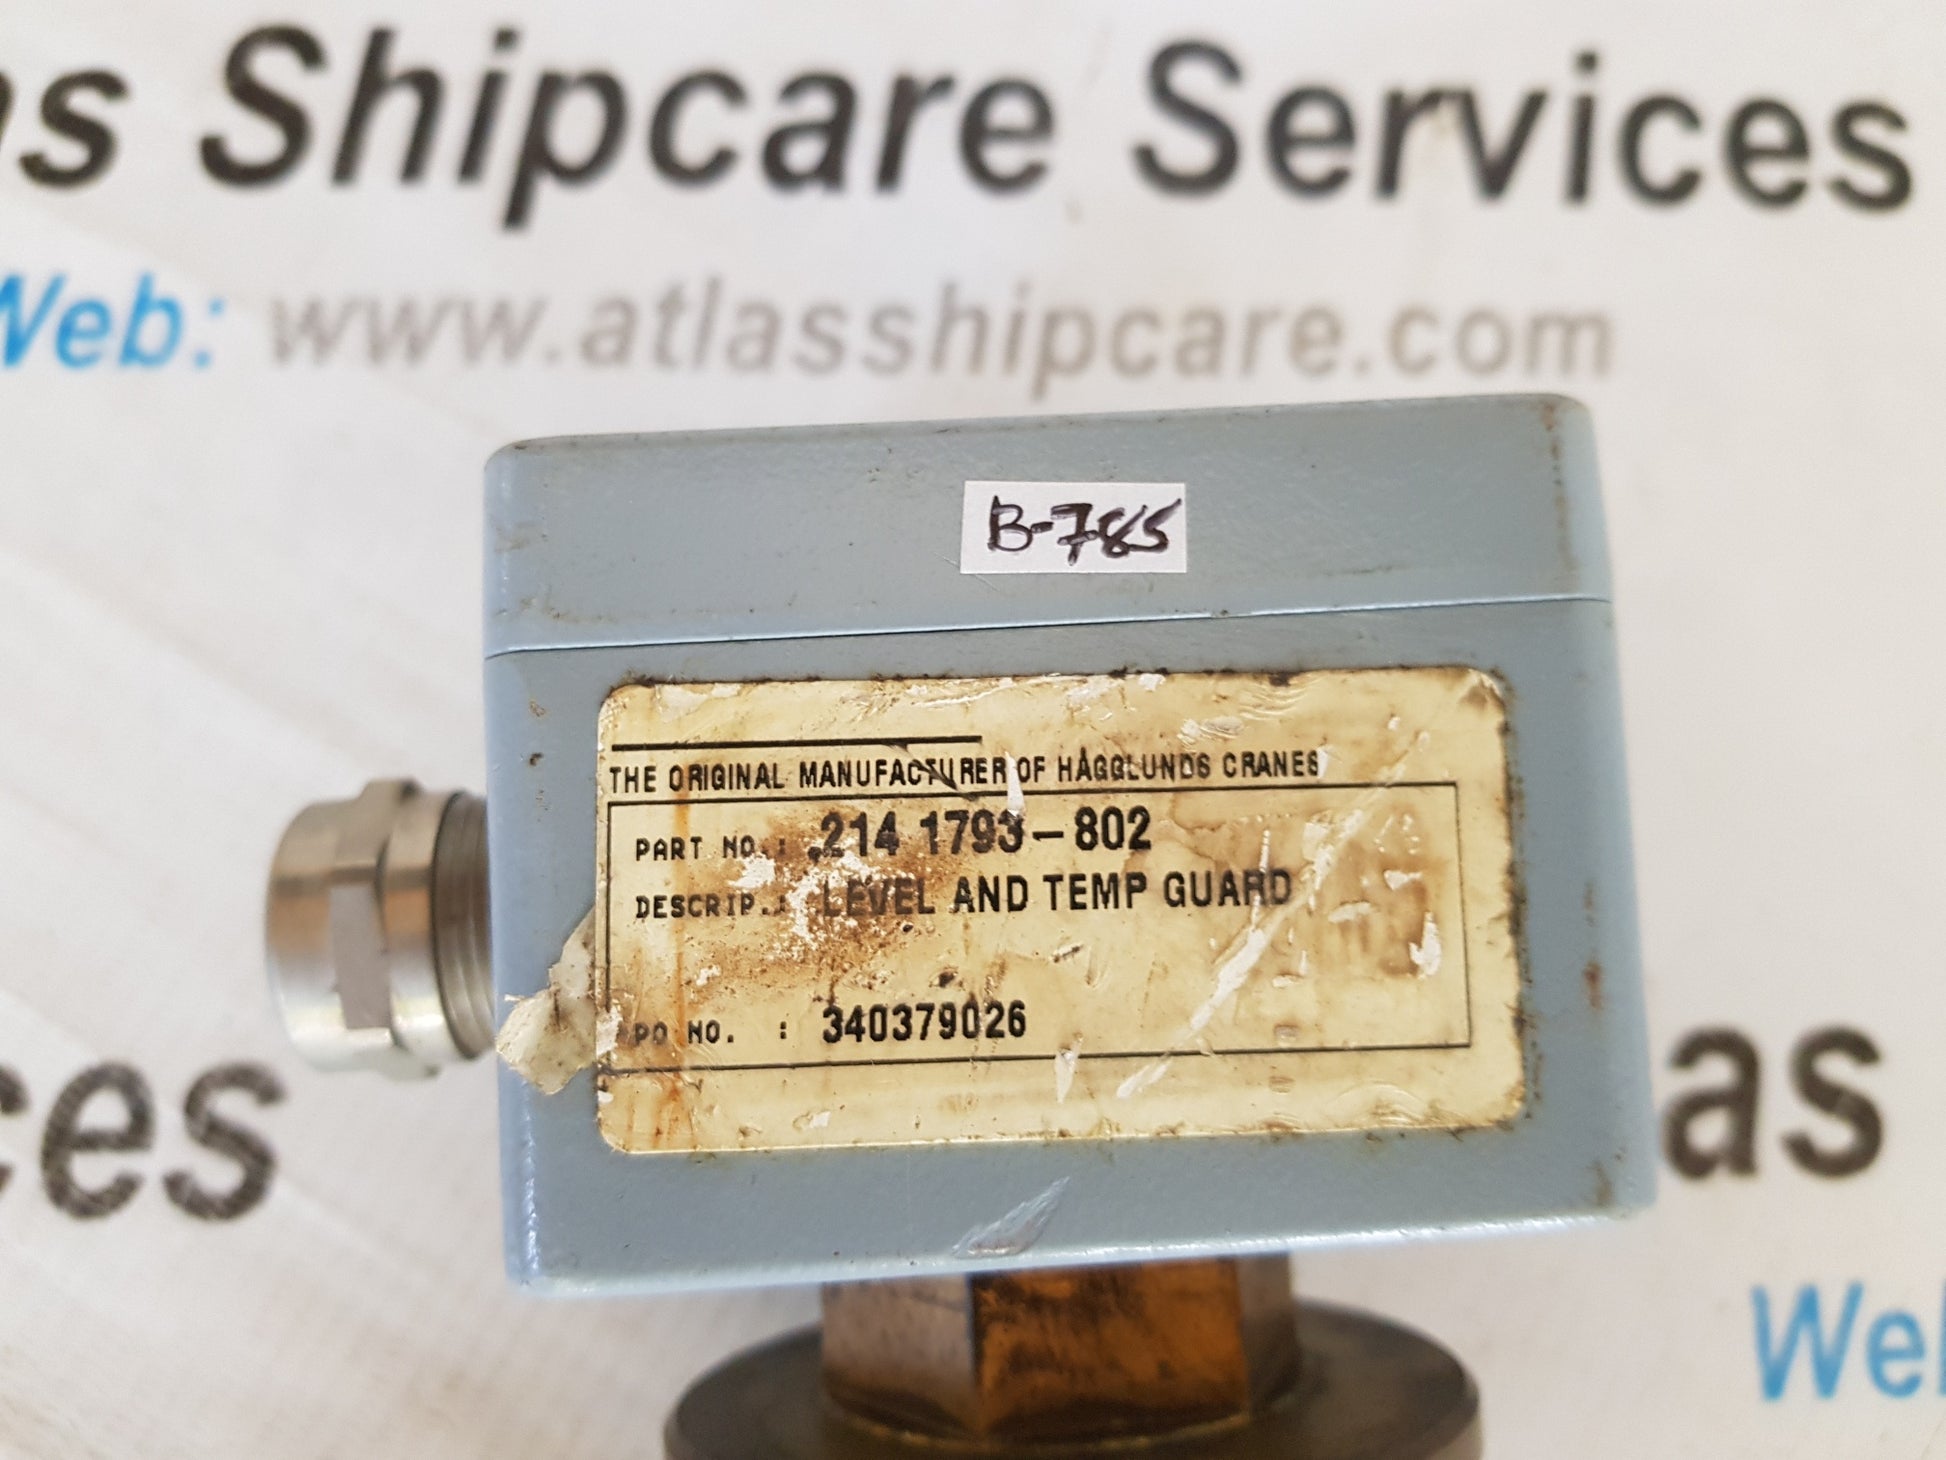 as Shipcare Services
Web: www.atlasshipcare.com
B-785
THE ORIGINAL MANUFACTURER OF HÄGGLUNDS CRANES
PART NO.: 214 1793-802
DESCRIP.: LEVEL AND TEMP GUARD
PO NO. : 340379026
ces
as
Web